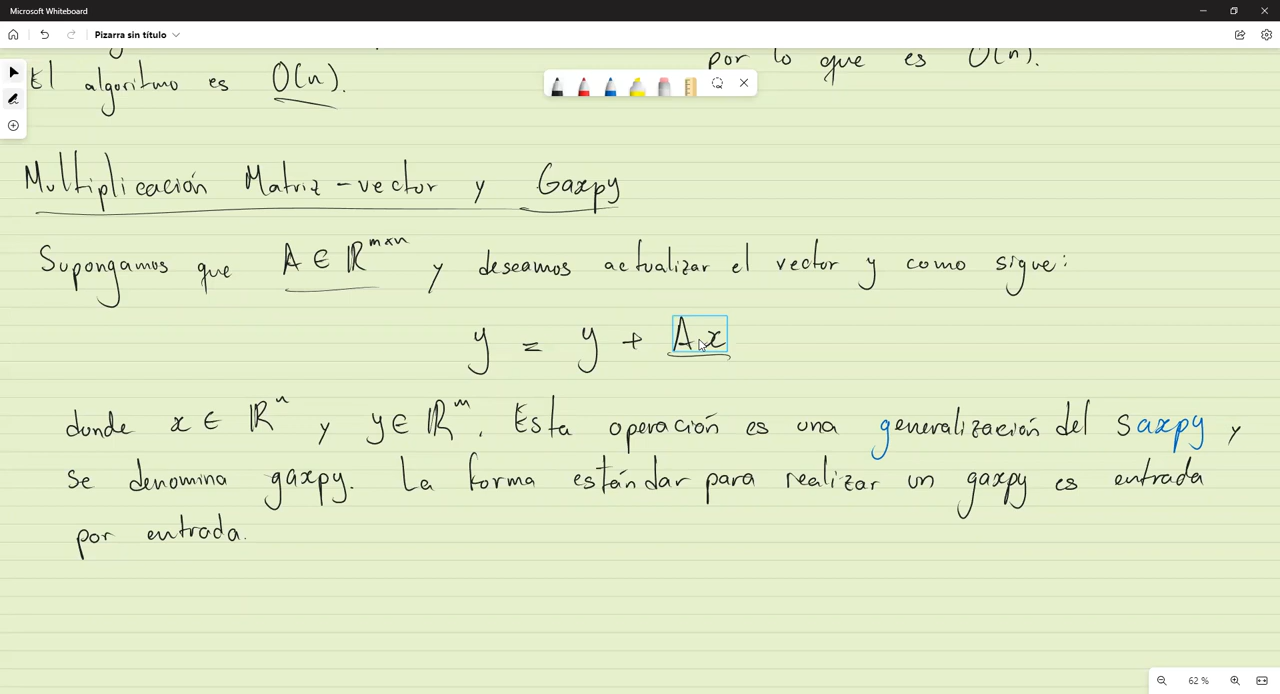 Microsoft Whiteboard
Pizarra sin título
por lo que es O(n).
El algoritmo es O(n).
Multiplicación Matriz-vector y Gaxpy
Supongamos que A ∈ ℝ^{m×n} y deseamos actualizar el vector y como sigue:
y = y + Ax
donde x ∈ ℝ^n y y ∈ ℝ^m. Esta operación es una generalización del saxpy y
se denomina gaxpy. La forma estándar para realizar un gaxpy es entrada
por entrada.
62 %